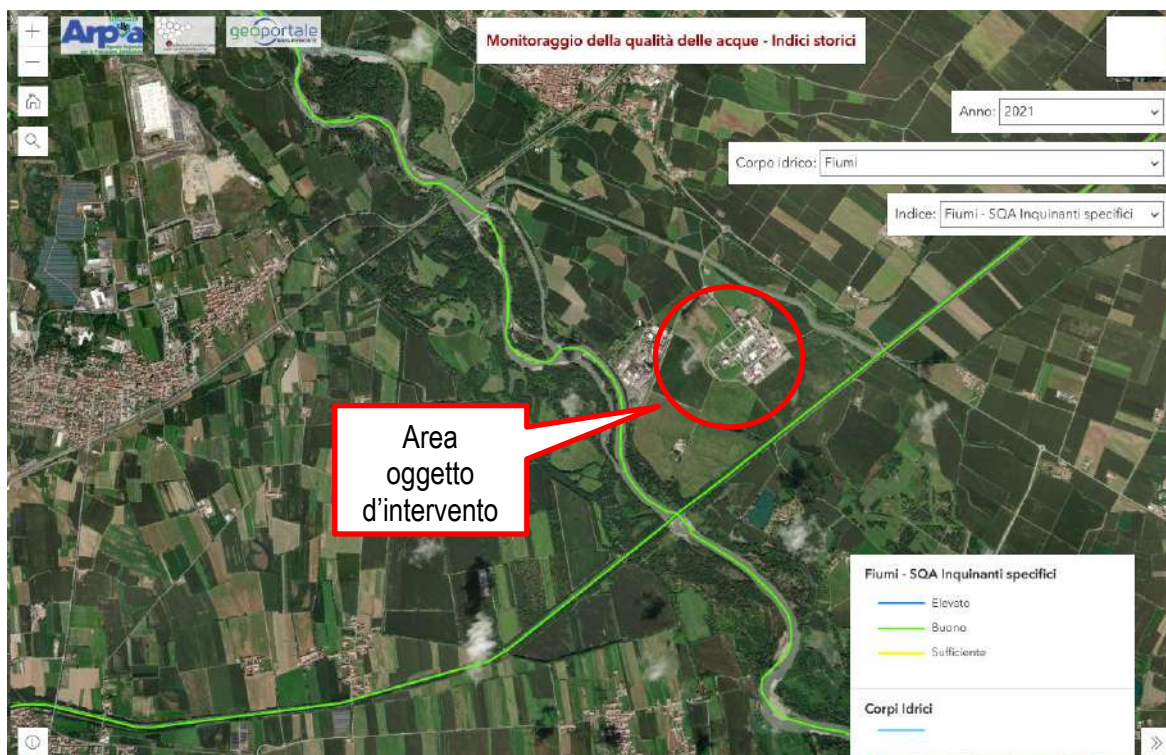 Arpa
geoportale
Monitoraggio della qualità delle acque - Indici storici
Anno: 2021
Corpo idrico: Fiumi
Indice: Fiumi - SQA Inquinanti specifici
Area
oggetto
d'intervento
Fiumi - SQA Inquinanti specifici
Elevato
Buono
Sufficiente
Corpi Idrici